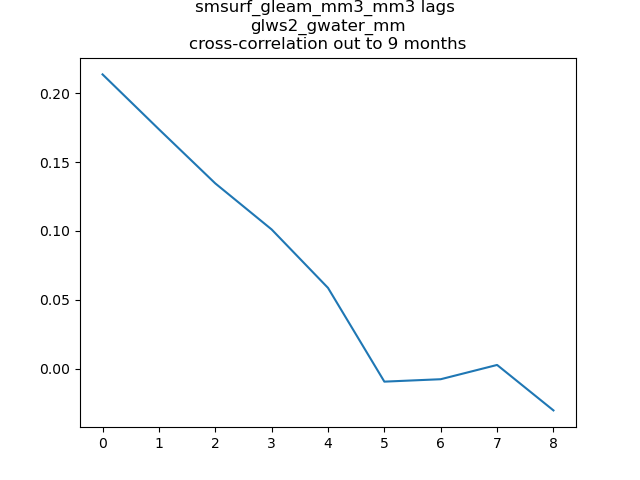 smsurf_gleam_mm3_mm3 lags
glws2_gwater_mm
cross-correlation out to 9 months
0.20
0.15
0.10
0.05
0.00
0 1 2 3 4 5 6 7 8